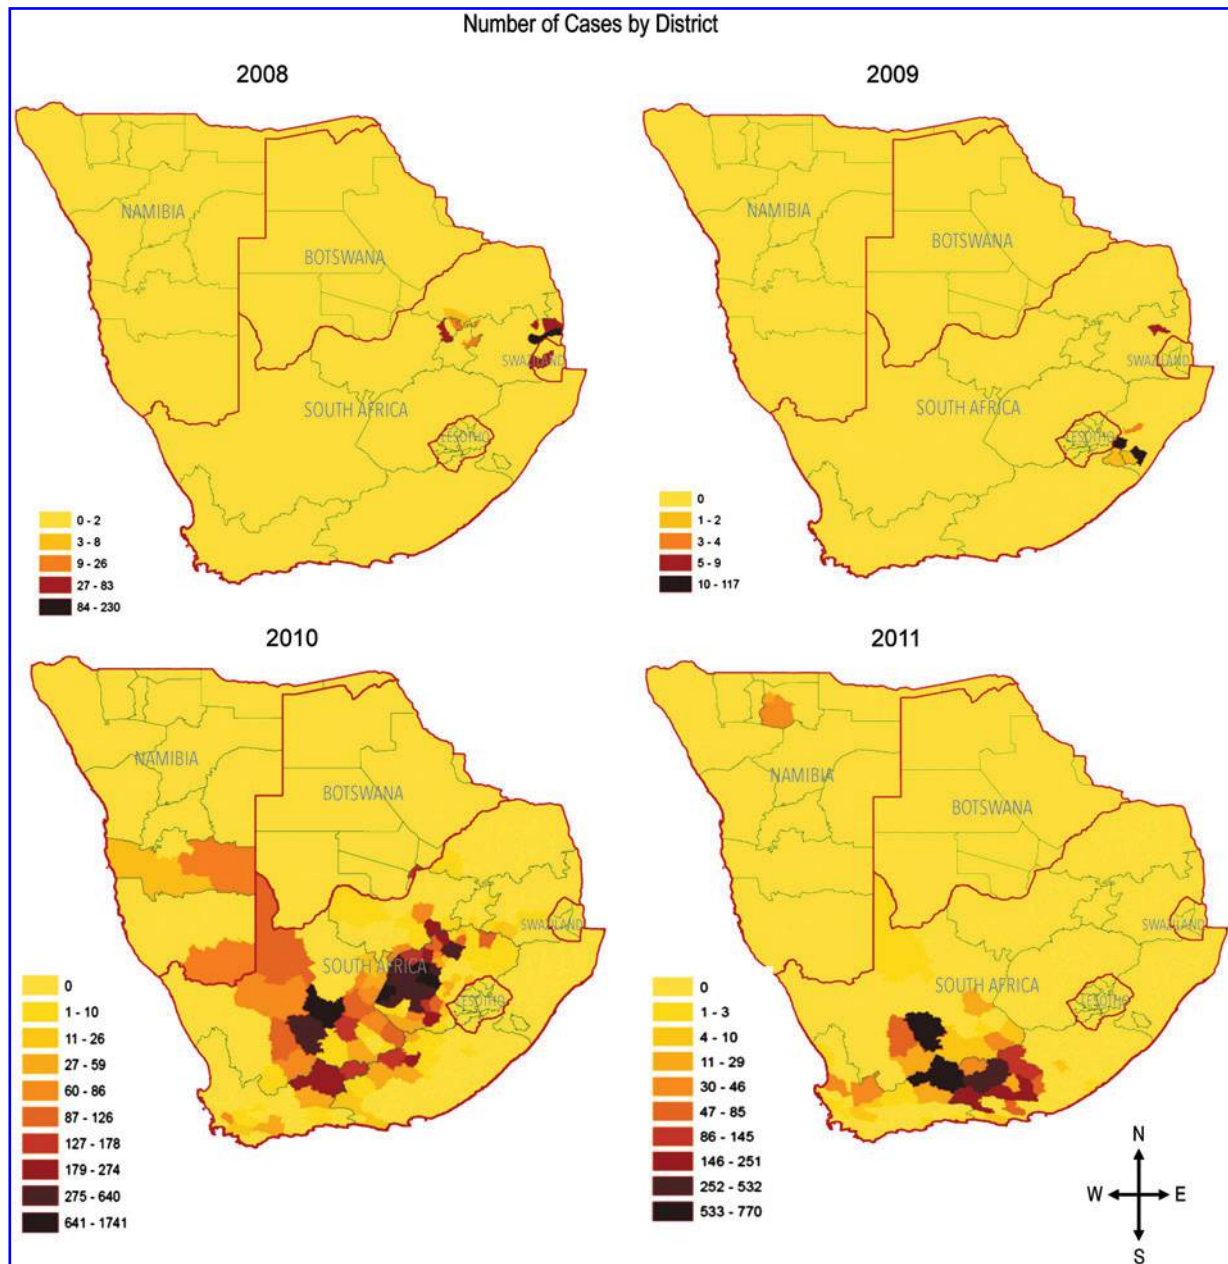 Number of Cases by District
2008
2009
NAMIBIA
BOTSWANA
SWAZILAND
SOUTH AFRICA
LESOTHO
0 - 2
3 - 8
9 - 26
27 - 83
84 - 230
NAMIBIA
BOTSWANA
SWAZILAND
SOUTH AFRICA
LESOTHO
0
1 - 2
3 - 4
5 - 9
10 - 117
2010
2011
NAMIBIA
BOTSWANA
SWAZILAND
SOUTH AFRICA
LESOTHO
0
1 - 10
11 - 26
27 - 59
60 - 86
87 - 126
127 - 178
179 - 274
275 - 640
641 - 1741
NAMIBIA
BOTSWANA
SWAZILAND
SOUTH AFRICA
LESOTHO
0
1 - 3
4 - 10
11 - 29
30 - 46
47 - 85
86 - 145
146 - 251
252 - 532
533 - 770
N
W E
S